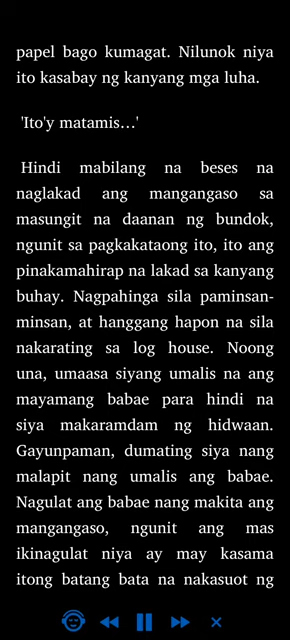 papel bago kumagat. Nilunok niya
ito kasabay ng kanyang mga luha.
'Ito'y matamis…'
Hindi mabilang na beses na
naglakad ang mangangaso sa
masungit na daanan ng bundok,
ngunit sa pagkakataong ito, ito ang
pinakamahirap na lakad sa kanyang
buhay. Nagpahinga sila paminsan-
minsan, at hanggang hapon na sila
nakarating sa log house. Noong
una, umaasa siyang umalis na ang
mayamang babae para hindi na
siya makaramdam ng hidwaan.
Gayunpaman, dumating siya nang
malapit nang umalis ang babae.
Nagulat ang babae nang makita ang
mangangaso, ngunit ang mas
ikinagulat niya ay may kasama
itong batang bata na nakasuot ng